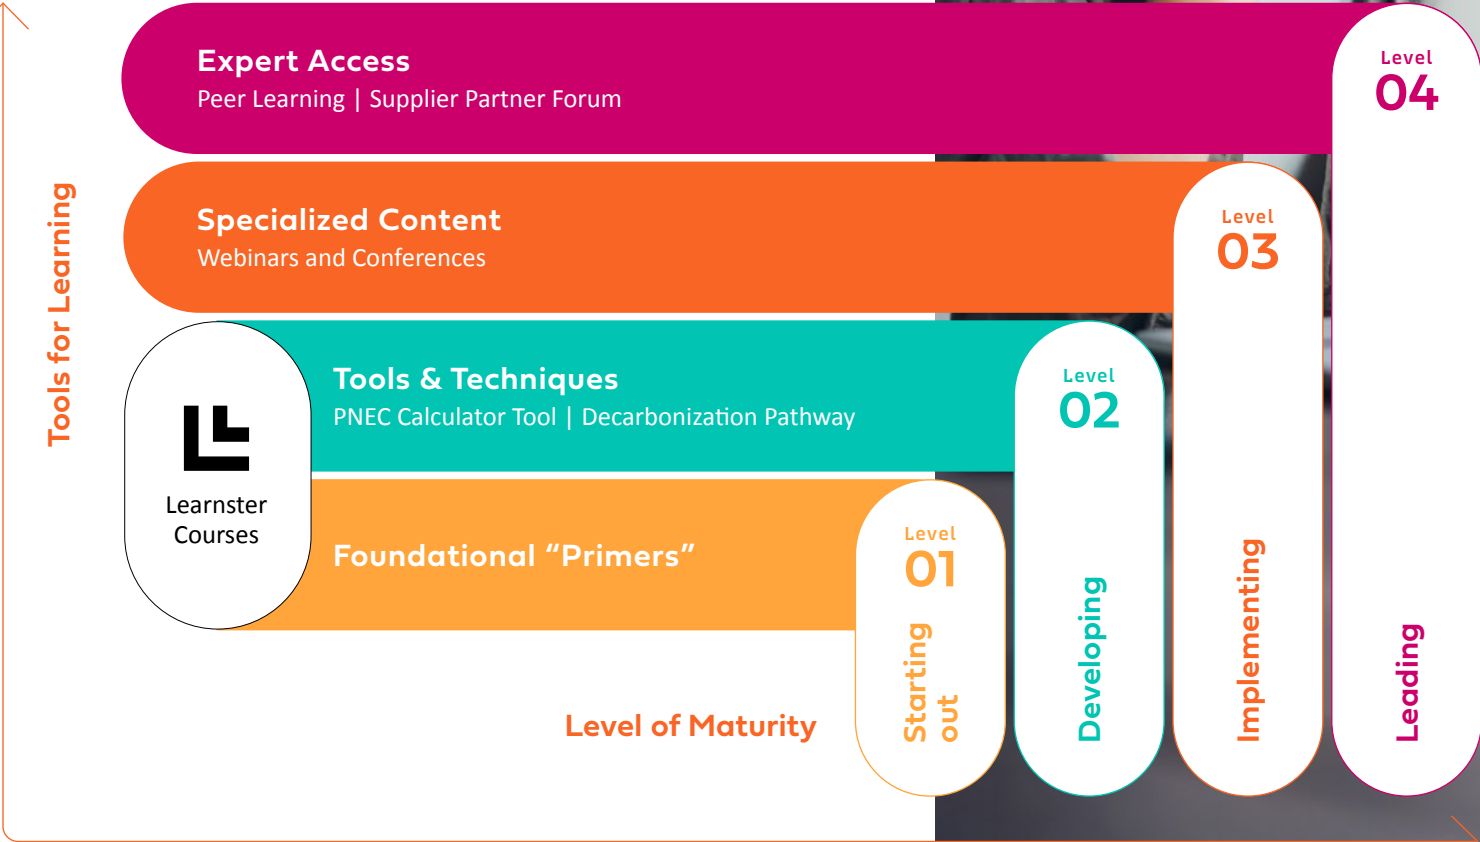 Expert Access
Peer Learning | Supplier Partner Forum
Level
04
Tools for Learning
Specialized Content
Webinars and Conferences
Level
03
Tools & Techniques
PNEC Calculator Tool | Decarbonization Pathway
Level
02
Learnster
Courses
Foundational “Primers”
Level
01
Level of Maturity
Starting
out
Developing
Implementing
Leading